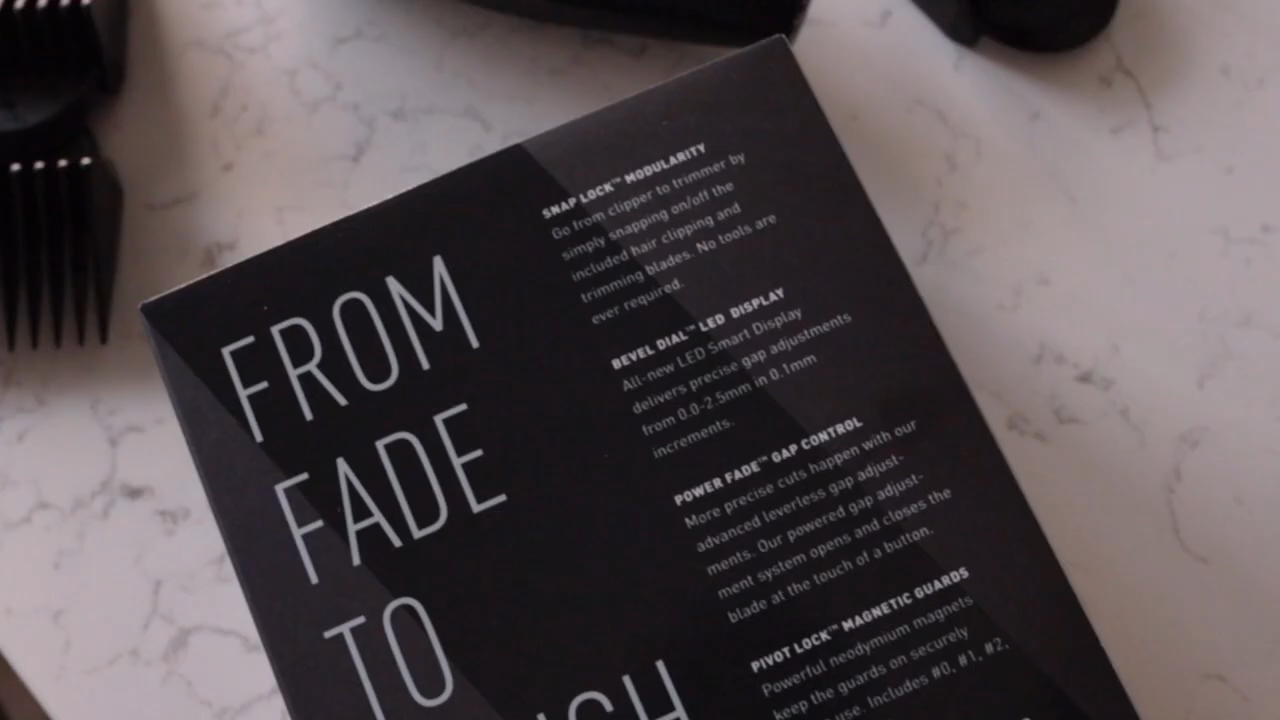 FROM
FADE
TO
SNAP LOCK™ MODULARITY
Go from clipper to trimmer by
simply snapping on/off the
included hair clipping and
trimming blades. No tools are
ever required.
BEVEL DIAL™ LED DISPLAY
All-new LED Smart Display
delivers precise gap adjustments
from 0.0-2.5mm in 0.1mm
increments.
POWER FADE™ GAP CONTROL
More precise cuts happen with our
advanced leverless gap adjust-
ments. Our powered gap adjust-
ment system opens and closes the
blade at the touch of a button.
PIVOT LOCK™ MAGNETIC GUARDS
Powerful neodymium magnets
keep the guards on securely
use. Includes #0, #1, #2,